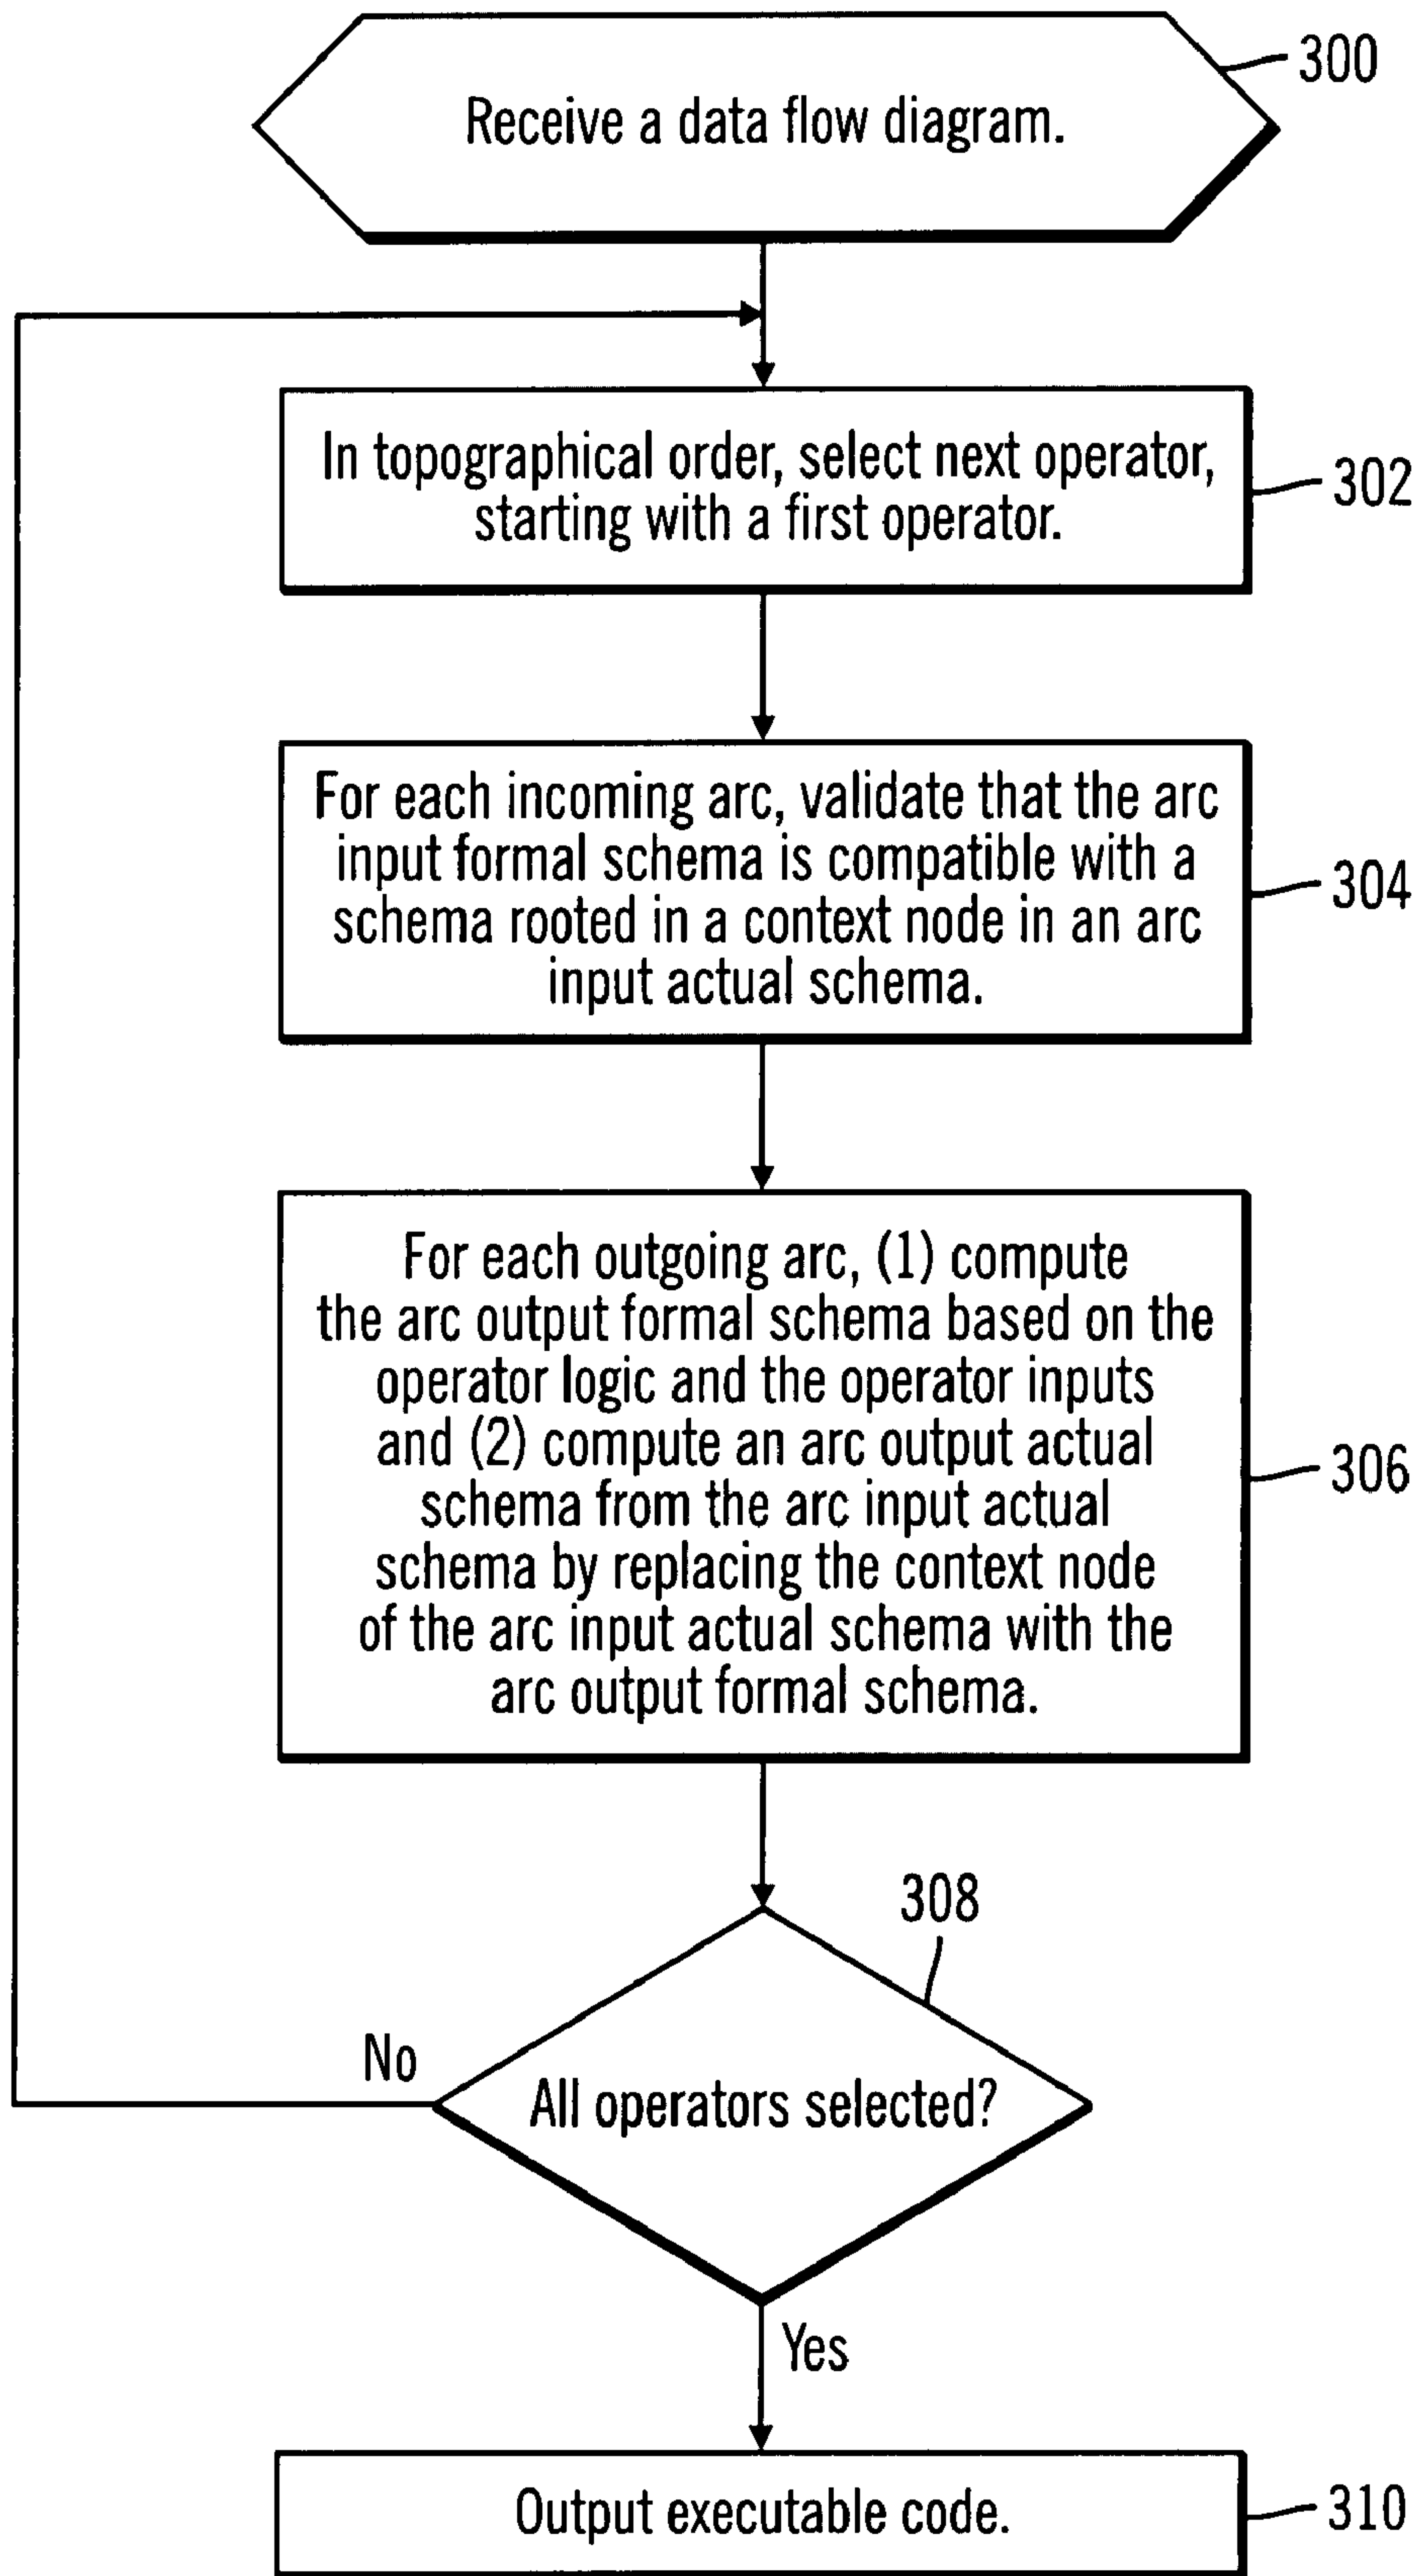 300
Receive a data flow diagram.
In topographical order, select next operator,
starting with a first operator.
302
For each incoming arc, validate that the arc
input formal schema is compatible with a
schema rooted in a context node in an arc
input actual schema.
304
For each outgoing arc, (1) compute
the arc output formal schema based on the
operator logic and the operator inputs
and (2) compute an arc output actual
schema from the arc input actual
schema by replacing the context node
of the arc input actual schema with the
arc output formal schema.
306
308
No
All operators selected?
Yes
Output executable code.
310